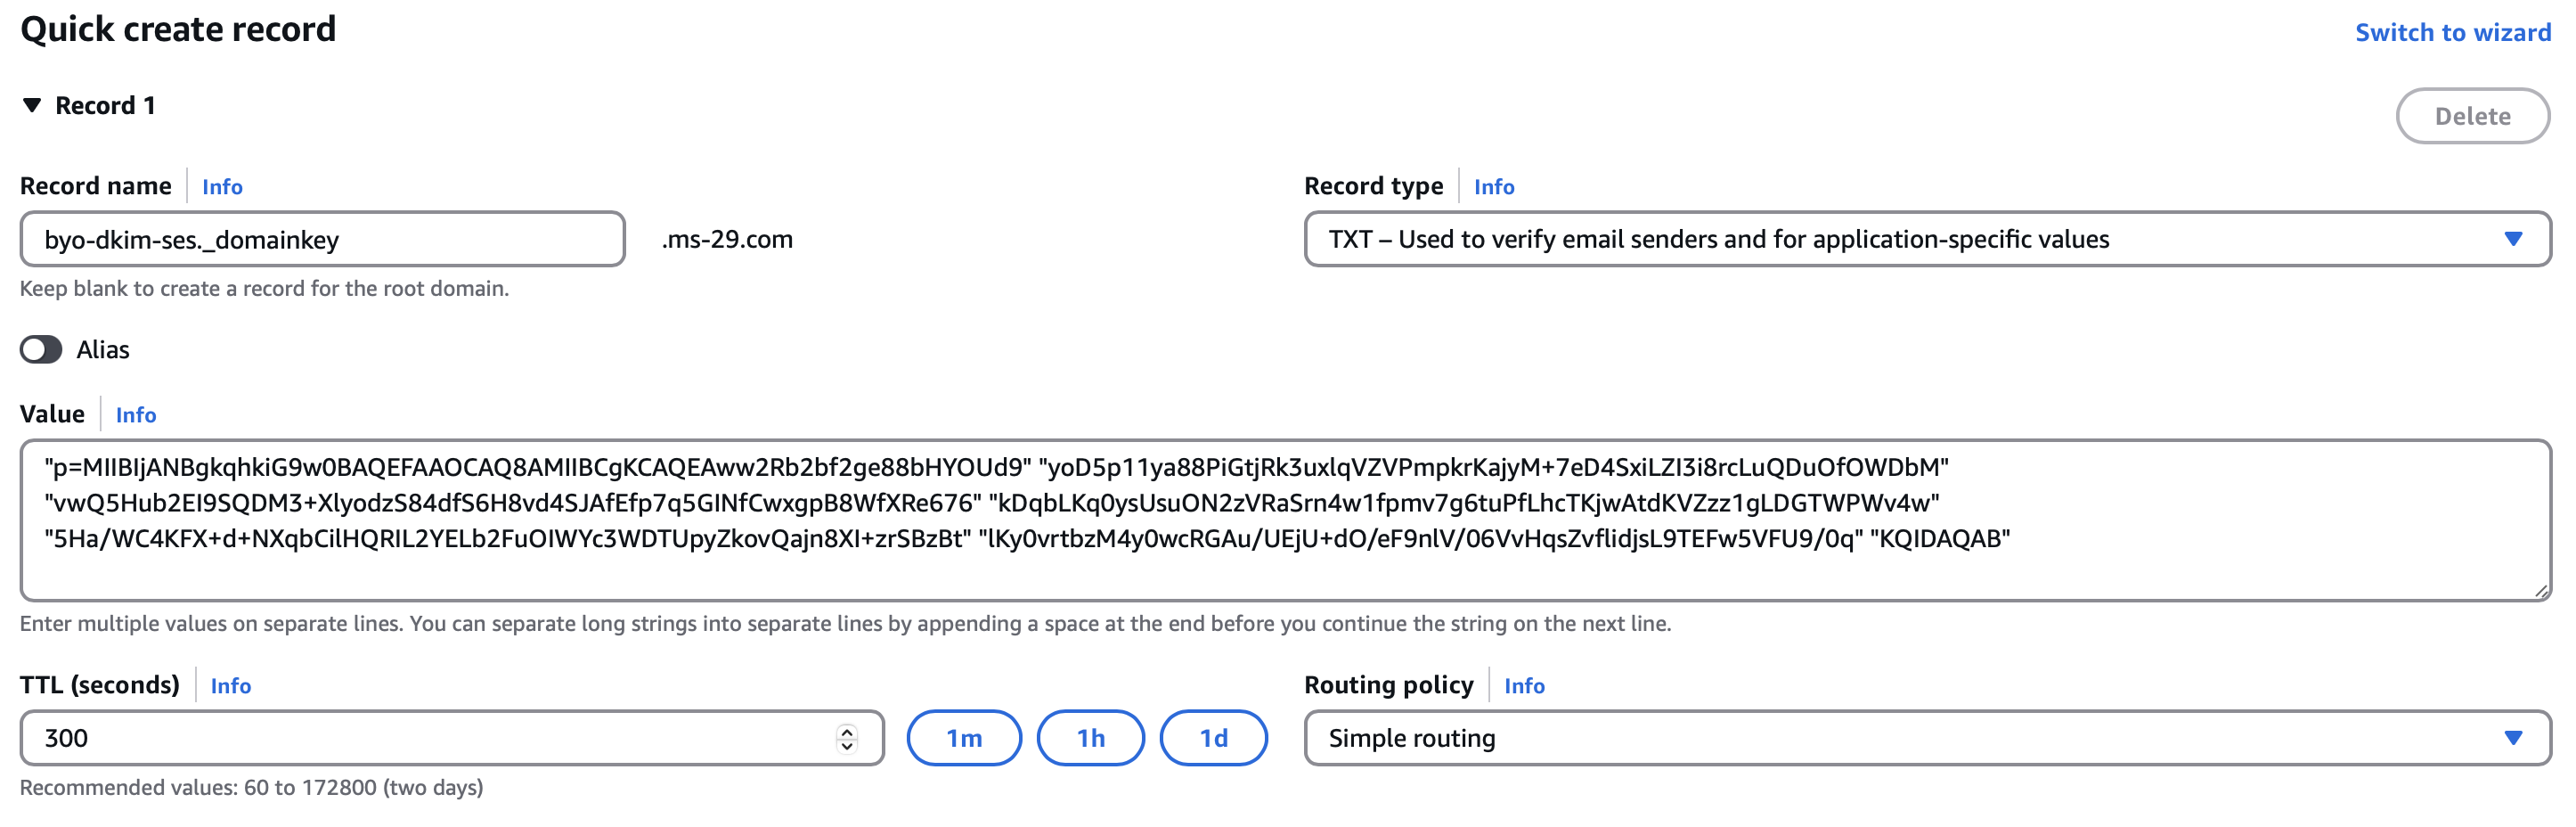 Quick create record
Switch to wizard
Record 1
Delete
Record name
Info
byo-dkim-ses._domainkey
.ms-29.com
Keep blank to create a record for the root domain.
Record type
Info
TXT – Used to verify email senders and for application-specific values
Alias
Value
Info
"p=MIIBIjANBgkqhkiG9w0BAQEFAAOCAQ8AMIIBCgKCAQEAww2Rb2bf2ge88bHYOUd9" "yoD5p11ya88PiGtjRk3uxlqVZVPmpkrKajyM+7eD4SxiLZI3i8rcLuQDuOfOWDbM"
"vwQ5Hub2EI9SQDM3+XlyodzS84dfS6H8vd4SJAfEfp7q5GINfCwxgpB8WfXRe676" "kDqbLKq0ysUsuON2zVRaSrn4w1fpmv7g6tuPfLhcTKjwAtdKVZzz1gLDGTWPWv4w"
"5Ha/WC4KFX+d+NXqbCilHQRIL2YELb2FuOIWYc3WDTUpyZkovQajn8XI+zrSBzBt" "lKy0vrtbzM4y0wcRGAu/UEjU+dO/eF9nlV/06VvHqsZvflidjsL9TEFw5VFU9/0q" "KQIDAQAB"
Enter multiple values on separate lines. You can separate long strings into separate lines by appending a space at the end before you continue the string on the next line.
TTL (seconds)
Info
300
1m
1h
1d
Recommended values: 60 to 172800 (two days)
Routing policy
Info
Simple routing